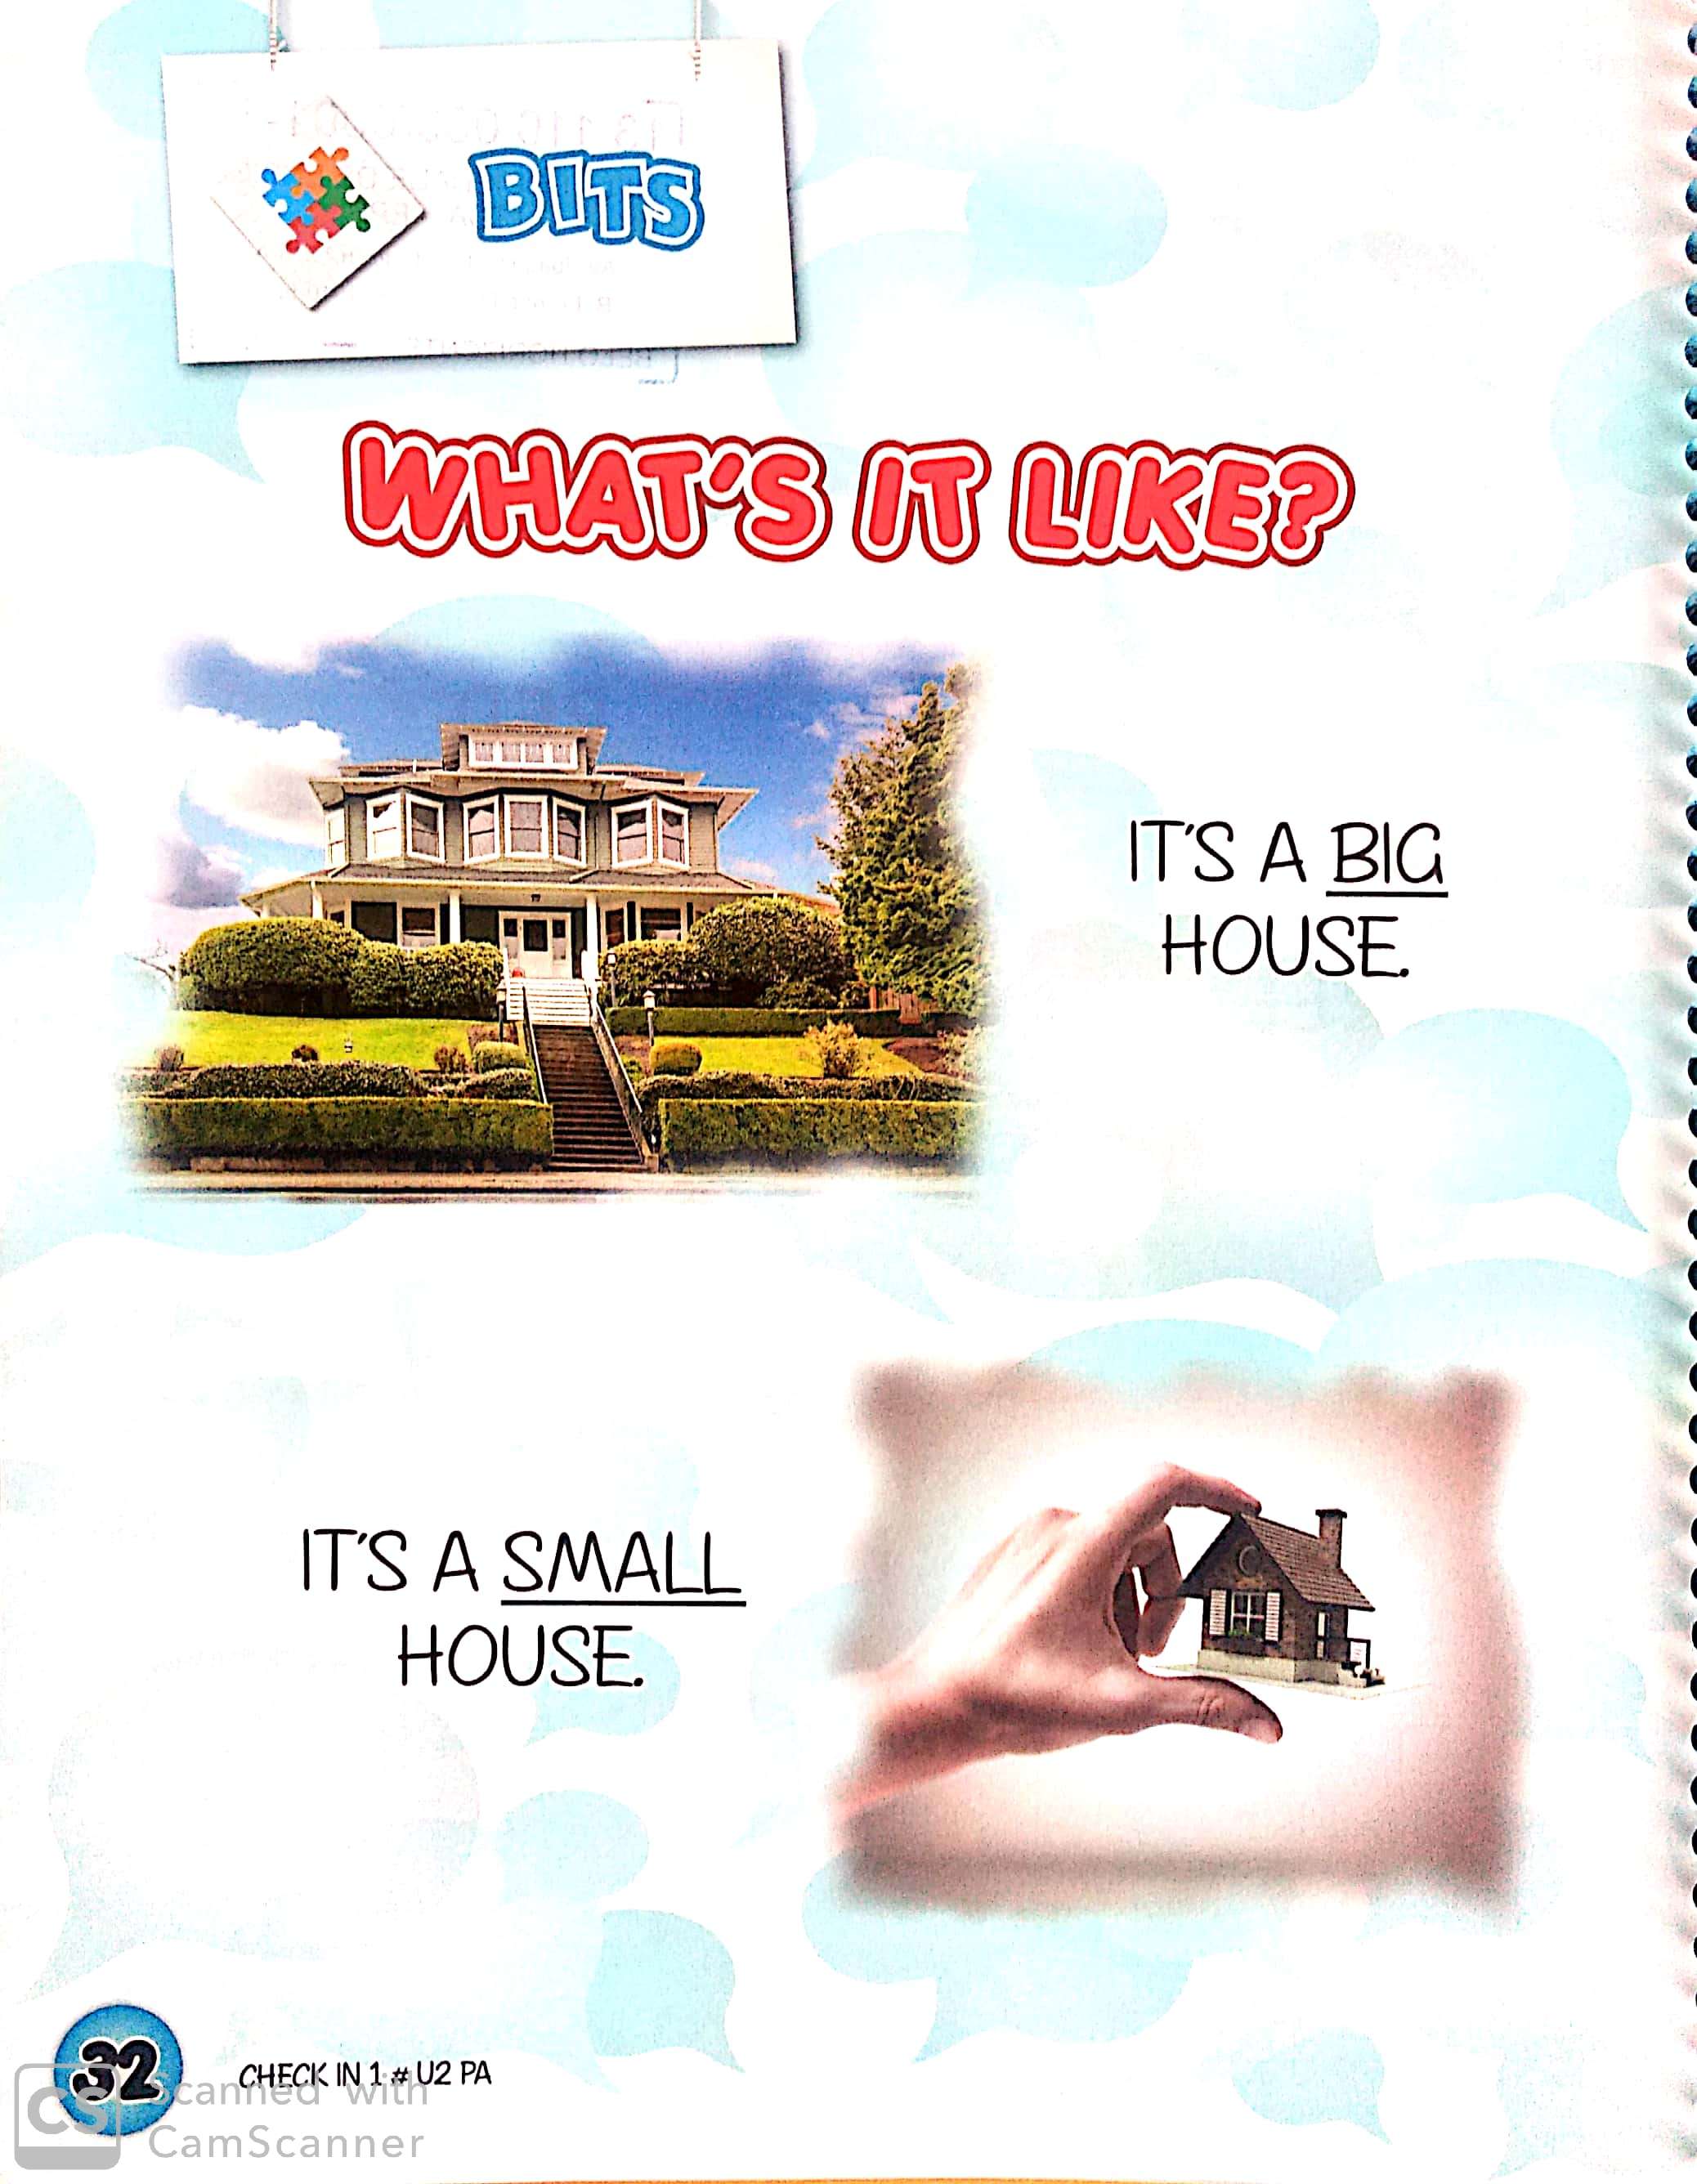 BITS
WHAT'S IT LIKE?
IT'S A BIG
HOUSE.
IT'S A SMALL
HOUSE.
32
CHECK IN 1 # U2 PA
CS
Scanned with
CamScanner